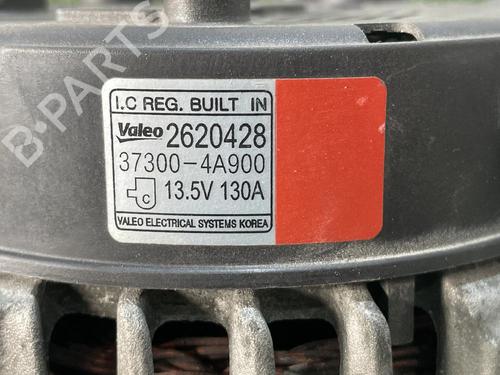 I.C REG. BUILT IN
Valeo 2620428
37300-4A900
C 13.5V 130A
VALEO ELECTRICAL SYSTEMS KOREA
B-PARTS